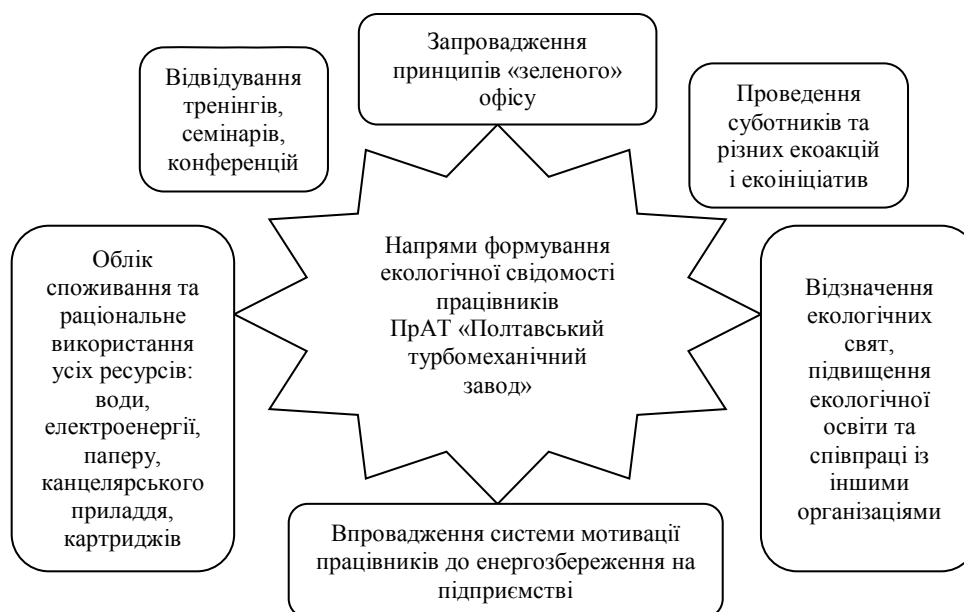 Запровадження
принципів «зеленого»
офісу
Відвідування
тренінгів,
семінарів,
конференцій
Проведення
суботників та
різних екоакцій
і екоініціатив
Облік
споживання та
раціональне
використання
усіх ресурсів:
води,
електроенергії,
паперу,
канцелярського
приладдя,
картриджів
Напрями формування
екологічної свідомості
працівників
ПрАТ «Полтавський
турбомеханічний
завод»
Відзначення
екологічних
свят,
підвищення
екологічної
освіти та
співпраці із
іншими
організаціями
Впровадження системи мотивації
працівників до енергозбереження на
підприємстві